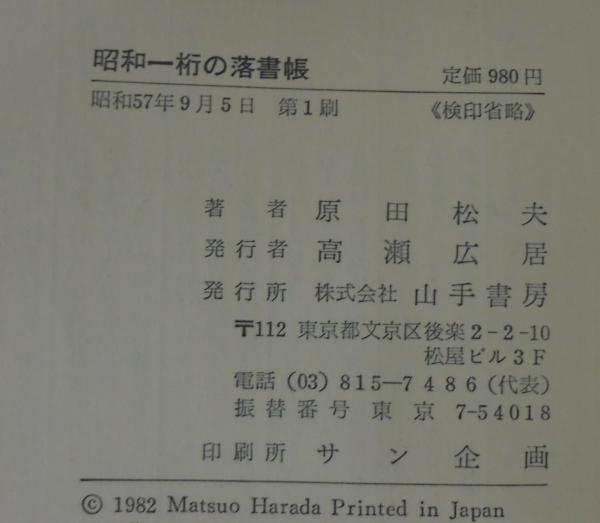 昭和一桁の落書帳 定価980円
昭和57年9月5日 第1刷 《検印省略》
著者 原田松夫
発行者 高瀬広居
発行所 株式会社 山手書房
〒112 東京都文京区後楽2-2-10
松屋ビル3F
電話(03)815―7486(代表)
振替番号 東京 7-54018
印刷所 サン企画
© 1982 Matsuo Harada Printed in Japan